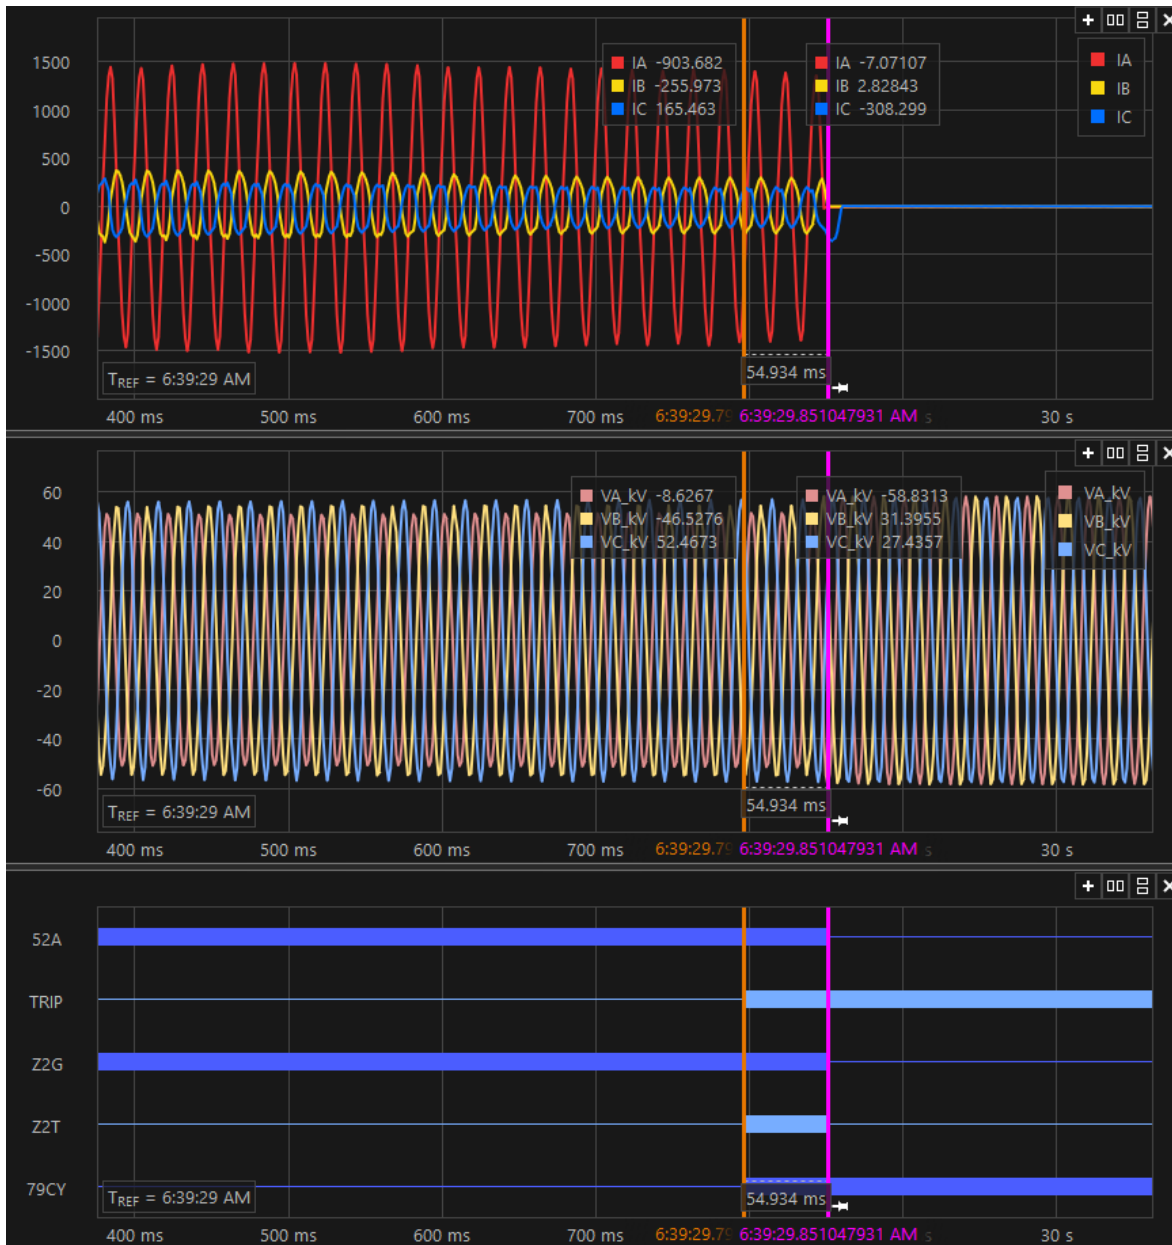 1500
1000
500
0
-500
-1000
-1500
IA -903.682
IB -255.973
IC 165.463
IA -7.07107
IB 2.82843
IC -308.299
IA
IB
IC
TREF = 6:39:29 AM
54.934 ms
400 ms 500 ms 600 ms 700 ms 6:39:29.79 6:39:29.851047931 AM s 30 s
60
40
20
0
-20
-40
-60
VA_kV -8.6267
VB_kV -46.5276
VC_kV 52.4673
VA_kV -58.8313
VB_kV 31.3955
VC_kV 27.4357
VA_kV
VB_kV
VC_kV
TREF = 6:39:29 AM
54.934 ms
400 ms 500 ms 600 ms 700 ms 6:39:29.79 6:39:29.851047931 AM s 30 s
52A
TRIP
Z2G
Z2T
79CY
TREF = 6:39:29 AM
54.934 ms
400 ms 500 ms 600 ms 700 ms 6:39:29.79 6:39:29.851047931 AM s 30 s